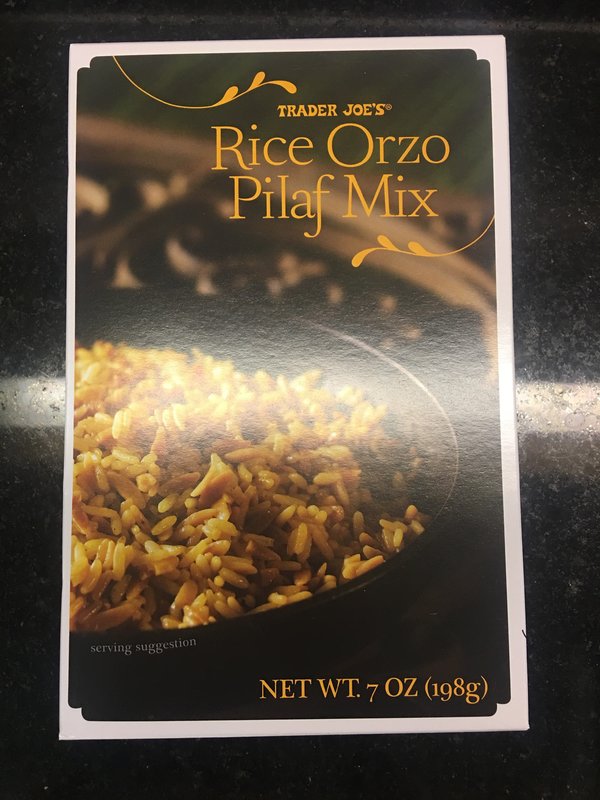 TRADER JOE'S®
Rice Orzo
Pilaf Mix
serving suggestion
NET WT. 7 OZ (198g)